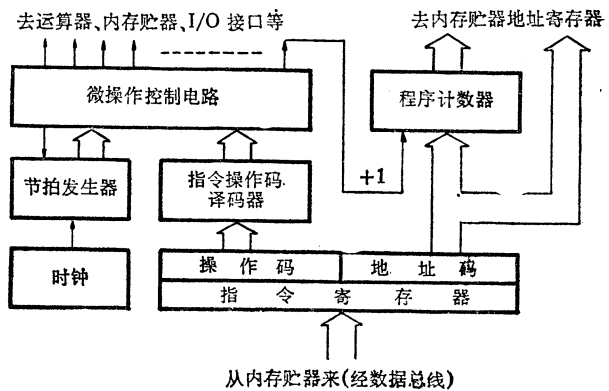 去运算器、内存贮器、I/O 接口等
去内存贮器地址寄存器
微操作控制电路
程序计数器
节拍发生器
指令操作码
译码器
+1
时钟
操作码
地址码
指令寄存器
从内存贮器来(经数据总线)